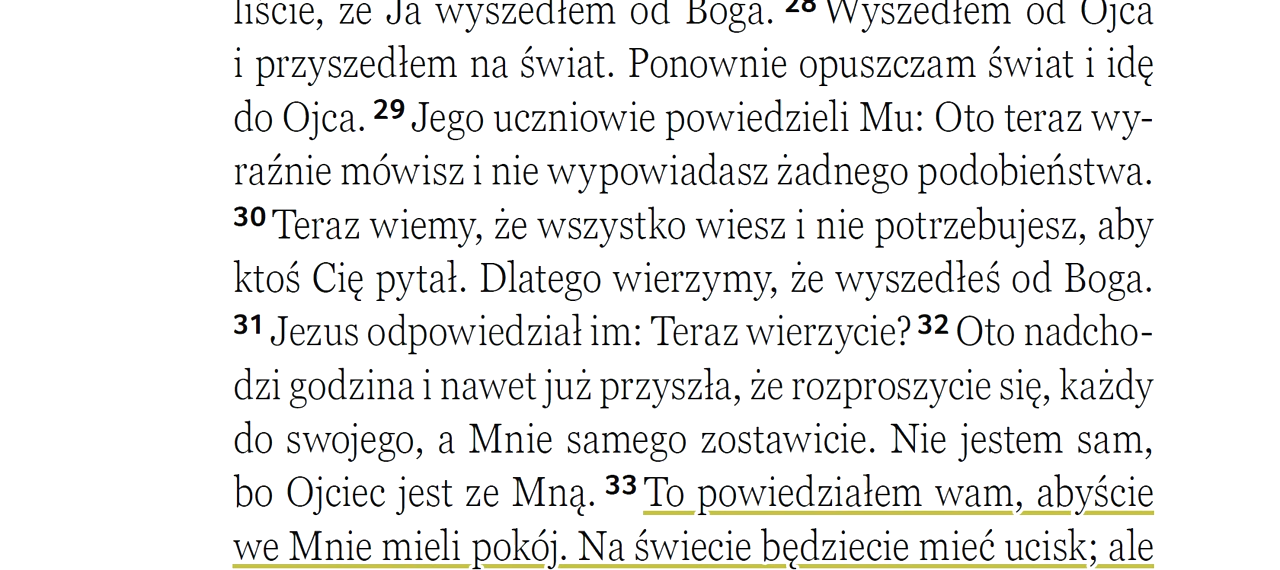 liście, że Ja wyszedłem od Boga. 28 Wyszedłem od Ojca
i przyszedłem na świat. Ponownie opuszczam świat i idę
do Ojca. 29 Jego uczniowie powiedzieli Mu: Oto teraz wy-
raźnie mówisz i nie wypowiadasz żadnego podobieństwa.
30 Teraz wiemy, że wszystko wiesz i nie potrzebujesz, aby
ktoś Cię pytał. Dlatego wierzymy, że wyszedłeś od Boga.
31 Jezus odpowiedział im: Teraz wierzycie? 32 Oto nadcho-
dzi godzina i nawet już przyszła, że rozproszycie się, każdy
do swojego, a Mnie samego zostawicie. Nie jestem sam,
bo Ojciec jest ze Mną. 33 To powiedziałem wam, abyście
we Mnie mieli pokój. Na świecie będziecie mieć ucisk; ale